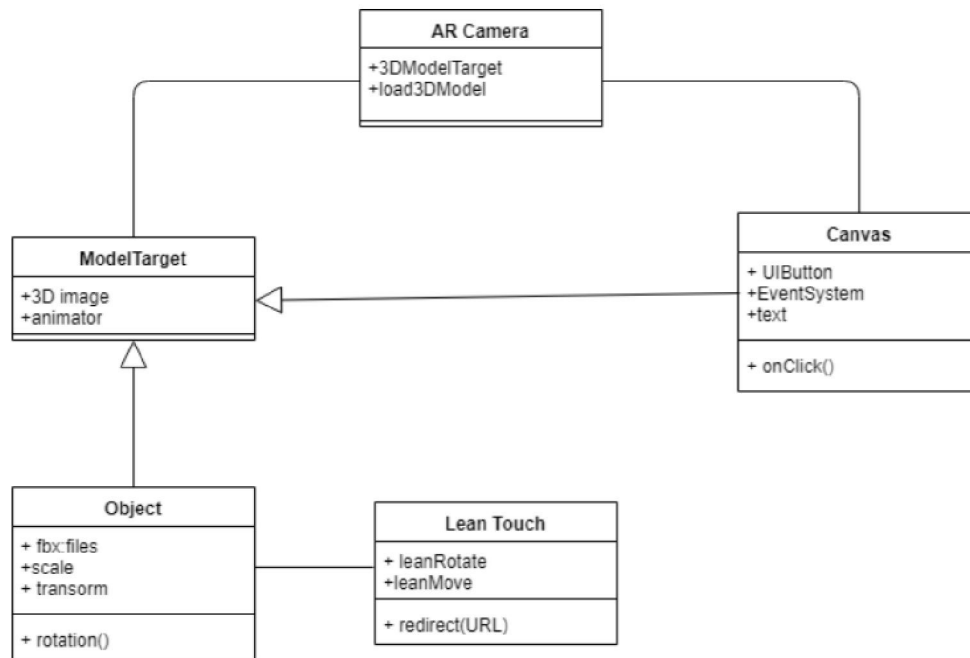 AR Camera
+3DModelTarget
+load3DModel
ModelTarget
+3D image
+animator
Canvas
+ UIButton
+EventSystem
+text
+ onClick()
Object
+ fbx:files
+scale
+ transorm
+ rotation()
Lean Touch
+ leanRotate
+leanMove
+ redirect(URL)